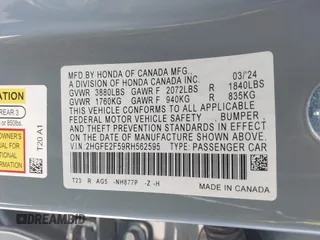 MFD.BY HONDA OF CANADA MFG.,
A DIVISION OF HONDA CANADA INC. 03/24
GVWR 3880LBS GAWR F 2072LBS R 1840LBS
GVWR 1760KG GAWR F 940KG R 835KG
THIS VEHICLE CONFORMS TO ALL APPLICABLE
FEDERAL MOTOR VEHICLE SAFETY BUMPER AND
THEFT PREVENTION STANDARDS IN EFFECT ON THE
DATE OF MANUFACTURE SHOWN ABOVE.
V.I.N: 2HGFE2F59RH562595 TYPE: PASSENGER CAR
T23 R AG5 -NH877P -Z -H
MADE IN CANADA
T20 A1
REAR 3
OWNER'S
DREAMBID